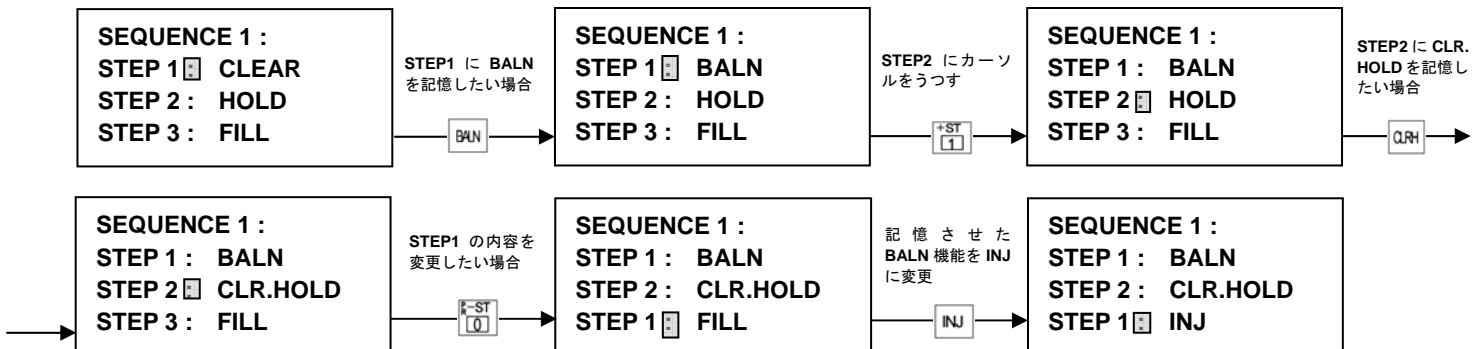 SEQUENCE 1 :
STEP 1 : CLEAR
STEP 2 : HOLD
STEP 3 : FILL
STEP1 に BALN
を記憶したい場合
BALN
SEQUENCE 1 :
STEP 1 : BALN
STEP 2 : HOLD
STEP 3 : FILL
STEP2 にカーソ
ルをうつす
+ST
1
SEQUENCE 1 :
STEP 1 : BALN
STEP 2 : HOLD
STEP 3 : FILL
STEP2 に CLR.
HOLD を記憶し
たい場合
CLRH
SEQUENCE 1 :
STEP 1 : BALN
STEP 2 : CLR.HOLD
STEP 3 : FILL
STEP1 の内容を
変更したい場合
-ST
0
SEQUENCE 1 :
STEP 1 : BALN
STEP 2 : CLR.HOLD
STEP 1 : FILL
記憶させた
BALN 機能を INJ
に変更
INJ
SEQUENCE 1 :
STEP 1 : BALN
STEP 2 : CLR.HOLD
STEP 1 : INJ